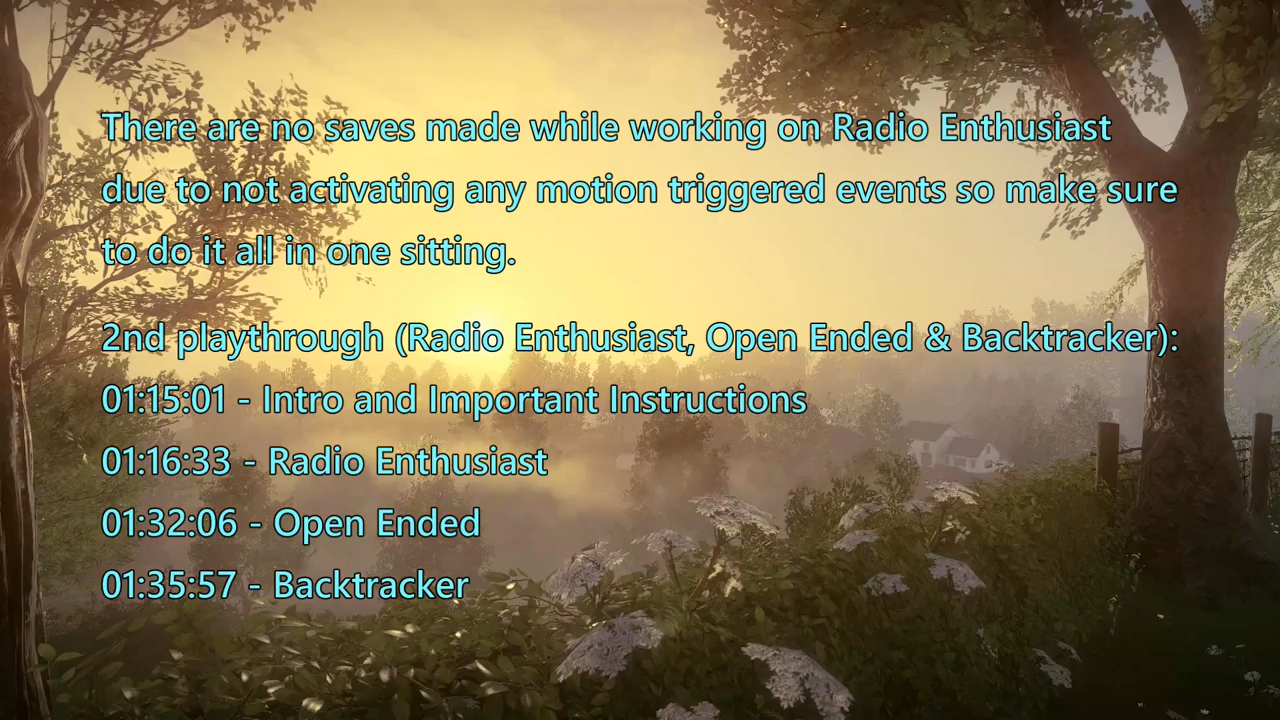 There are no saves made while working on Radio Enthusiast
due to not activating any motion triggered events so make sure
to do it all in one sitting.
2nd playthrough (Radio Enthusiast, Open Ended & Backtracker):
01:15:01 - Intro and Important Instructions
01:16:33 - Radio Enthusiast
01:32:06 - Open Ended
01:35:57 - Backtracker